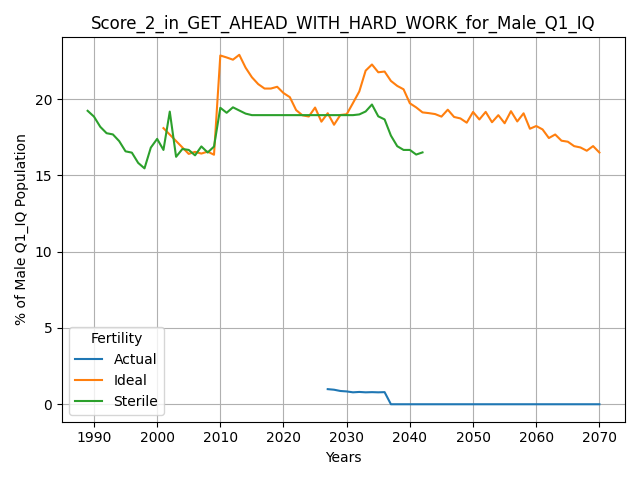 Score_2_in_GET_AHEAD_WITH_HARD_WORK_for_Male_Q1_IQ
% of Male Q1_IQ Population
20
15
10
5
0
Fertility
Actual
Ideal
Sterile
1990 2000 2010 2020 2030 2040 2050 2060 2070
Years